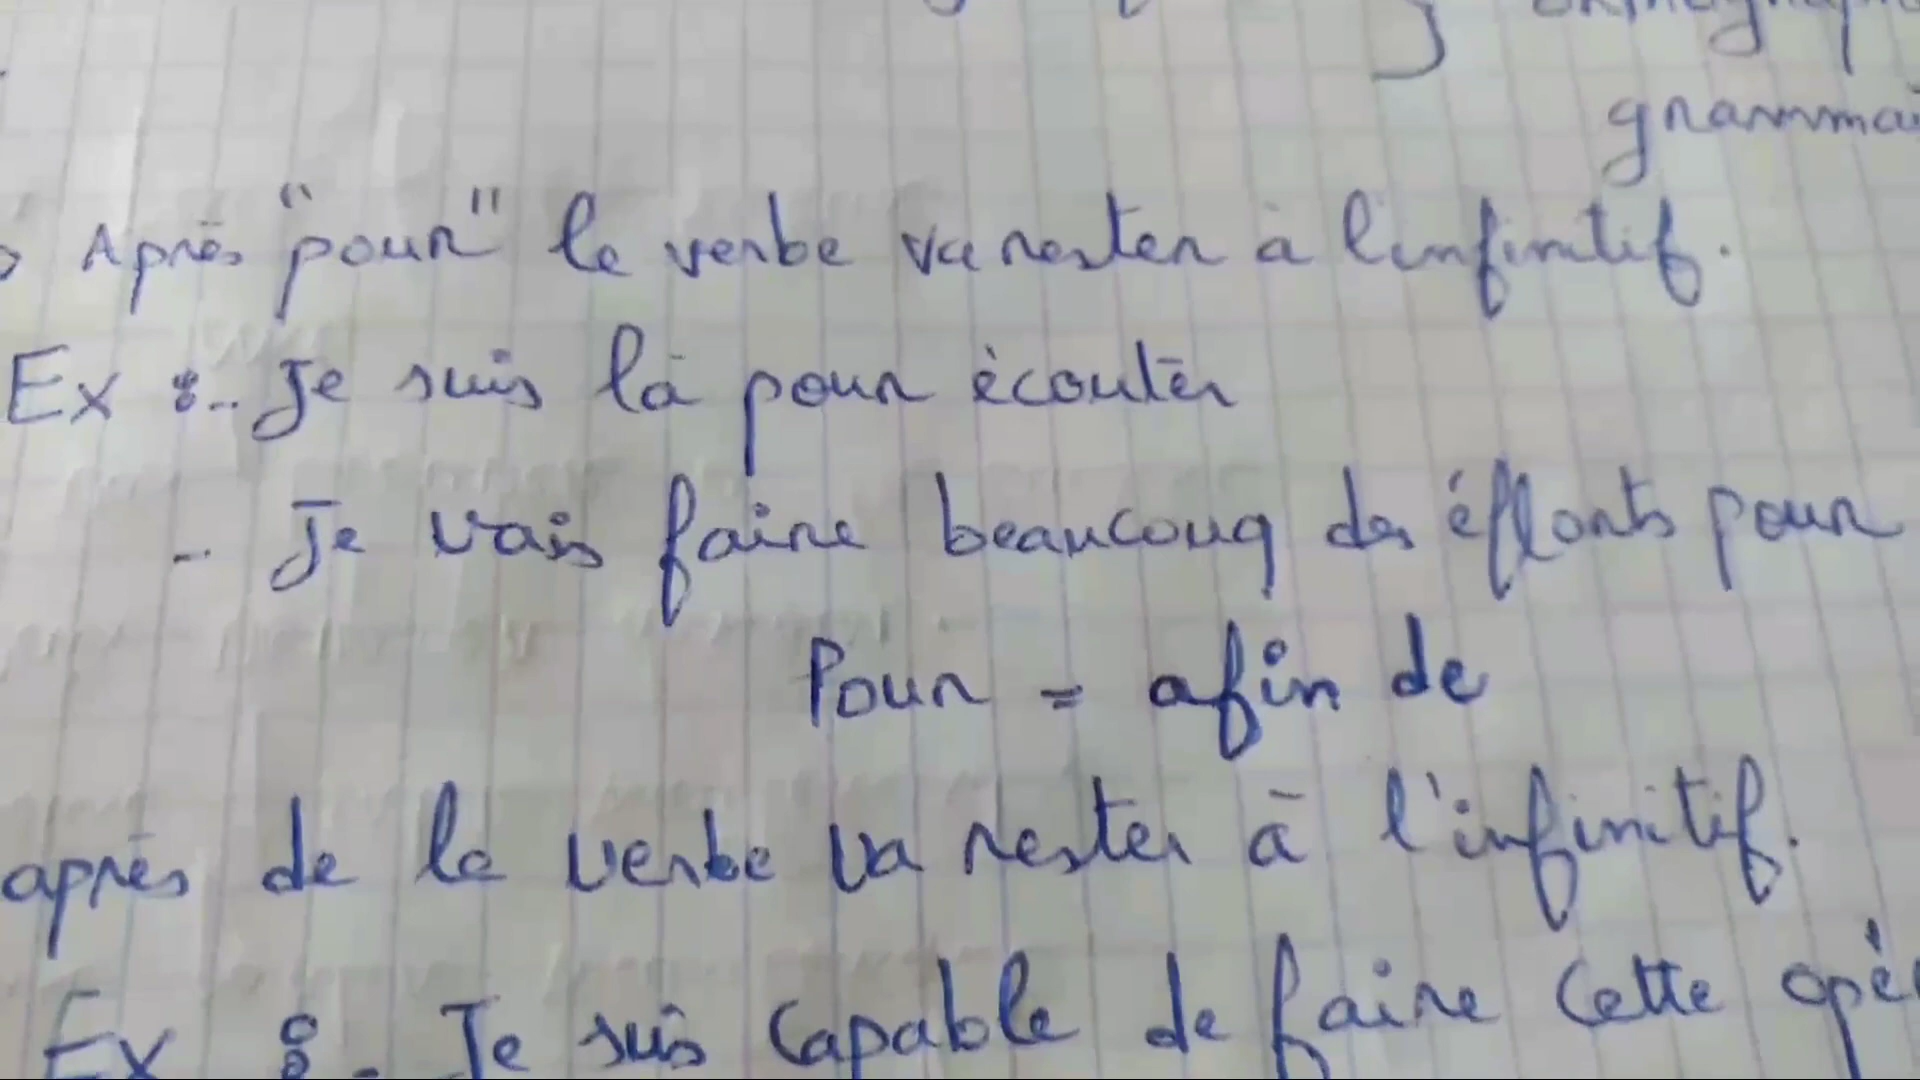 grammai
Après "pour" le verbe va rester à l'infinitif.
Ex :- Je suis là pour écouter
- Je vais faire beaucoup des éfforts pour
Pour = afin de
après de le verbe va rester à l'infinitif.
Ex :- Je suis capable de faire cette opé